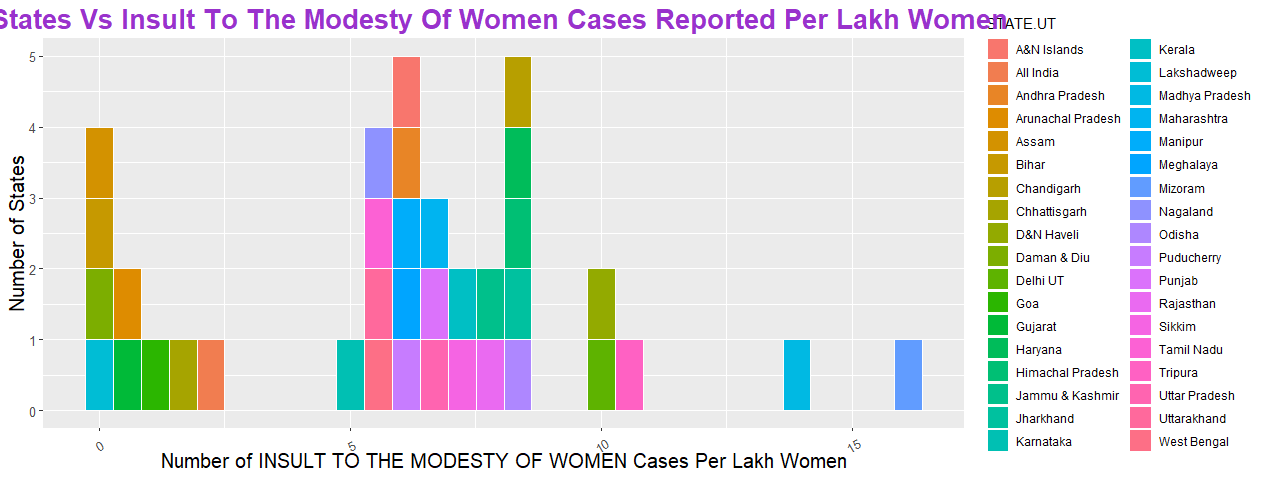 States Vs Insult To The Modesty Of Women Cases Reported Per Lakh Women
STATE.UT
A&N Islands
All India
Andhra Pradesh
Arunachal Pradesh
Assam
Bihar
Chandigarh
Chhattisgarh
D&N Haveli
Daman & Diu
Delhi UT
Goa
Gujarat
Haryana
Himachal Pradesh
Jammu & Kashmir
Jharkhand
Karnataka
Kerala
Lakshadweep
Madhya Pradesh
Maharashtra
Manipur
Meghalaya
Mizoram
Nagaland
Odisha
Puducherry
Punjab
Rajasthan
Sikkim
Tamil Nadu
Tripura
Uttar Pradesh
Uttarakhand
West Bengal
Number of States
5
4
3
2
1
0
0
5
10
15
Number of INSULT TO THE MODESTY OF WOMEN Cases Per Lakh Women